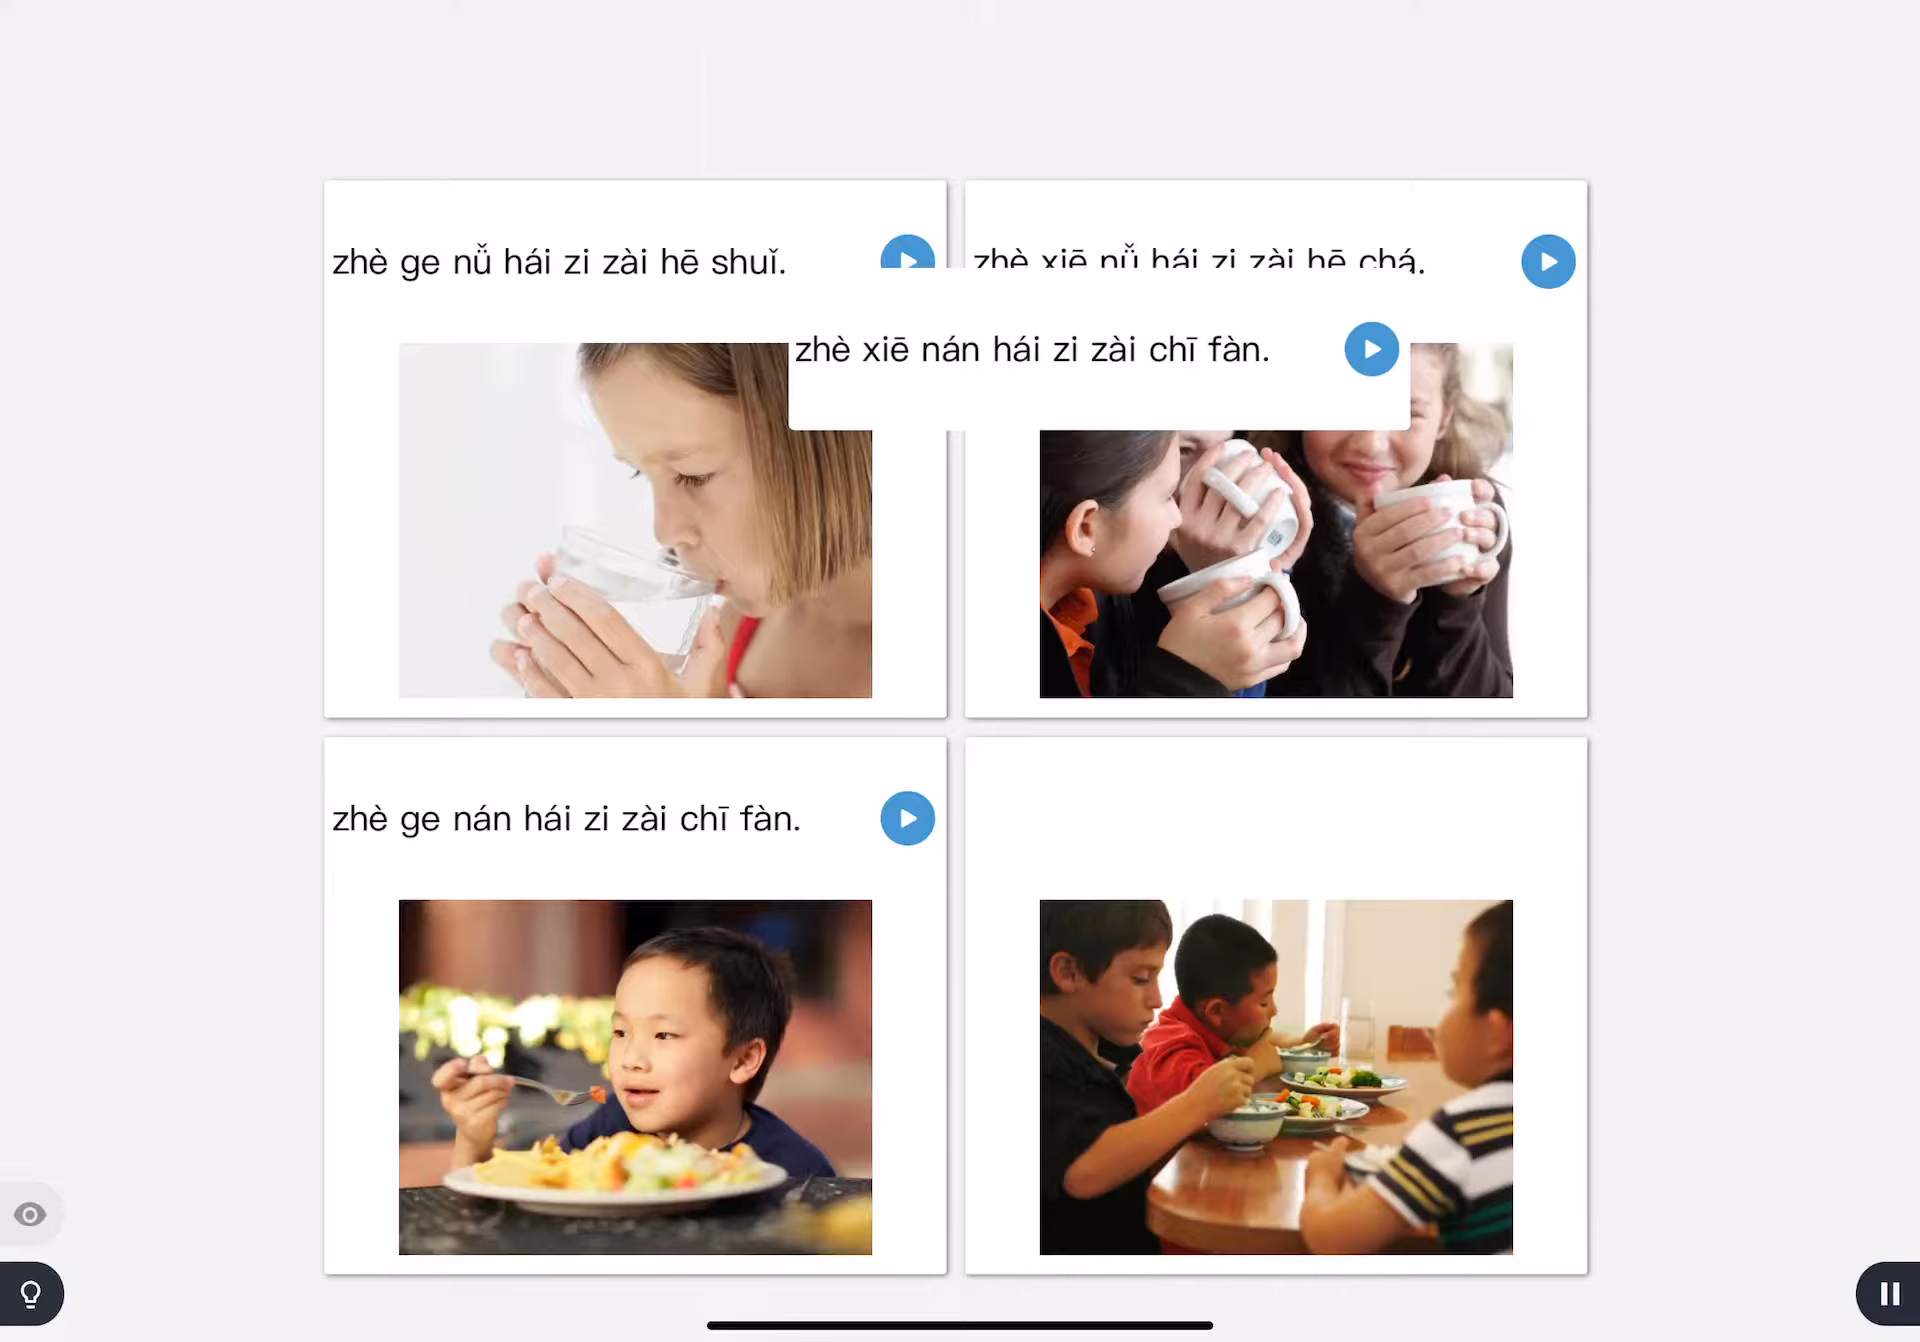 zhè ge nǚ hái zi zài hē shuǐ.
zhè xiē nǚ hái zi zài hē chá.
zhè xiē nán hái zi zài chī fàn.
zhè ge nán hái zi zài chī fàn.